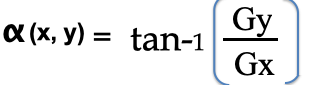 α (x, y) = tan-1 [Gy / Gx]